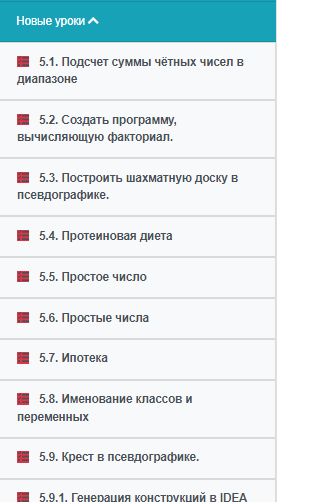 Новые уроки
5.1. Подсчет суммы чётных чисел в
диапазоне
5.2. Создать программу,
вычисляющую факториал.
5.3. Построить шахматную доску в
псевдографике.
5.4. Протеиновая диета
5.5. Простое число
5.6. Простые числа
5.7. Ипотека
5.8. Именование классов и
переменных
5.9. Крест в псевдографике.
5.9.1. Генерация конструкций в IDEA